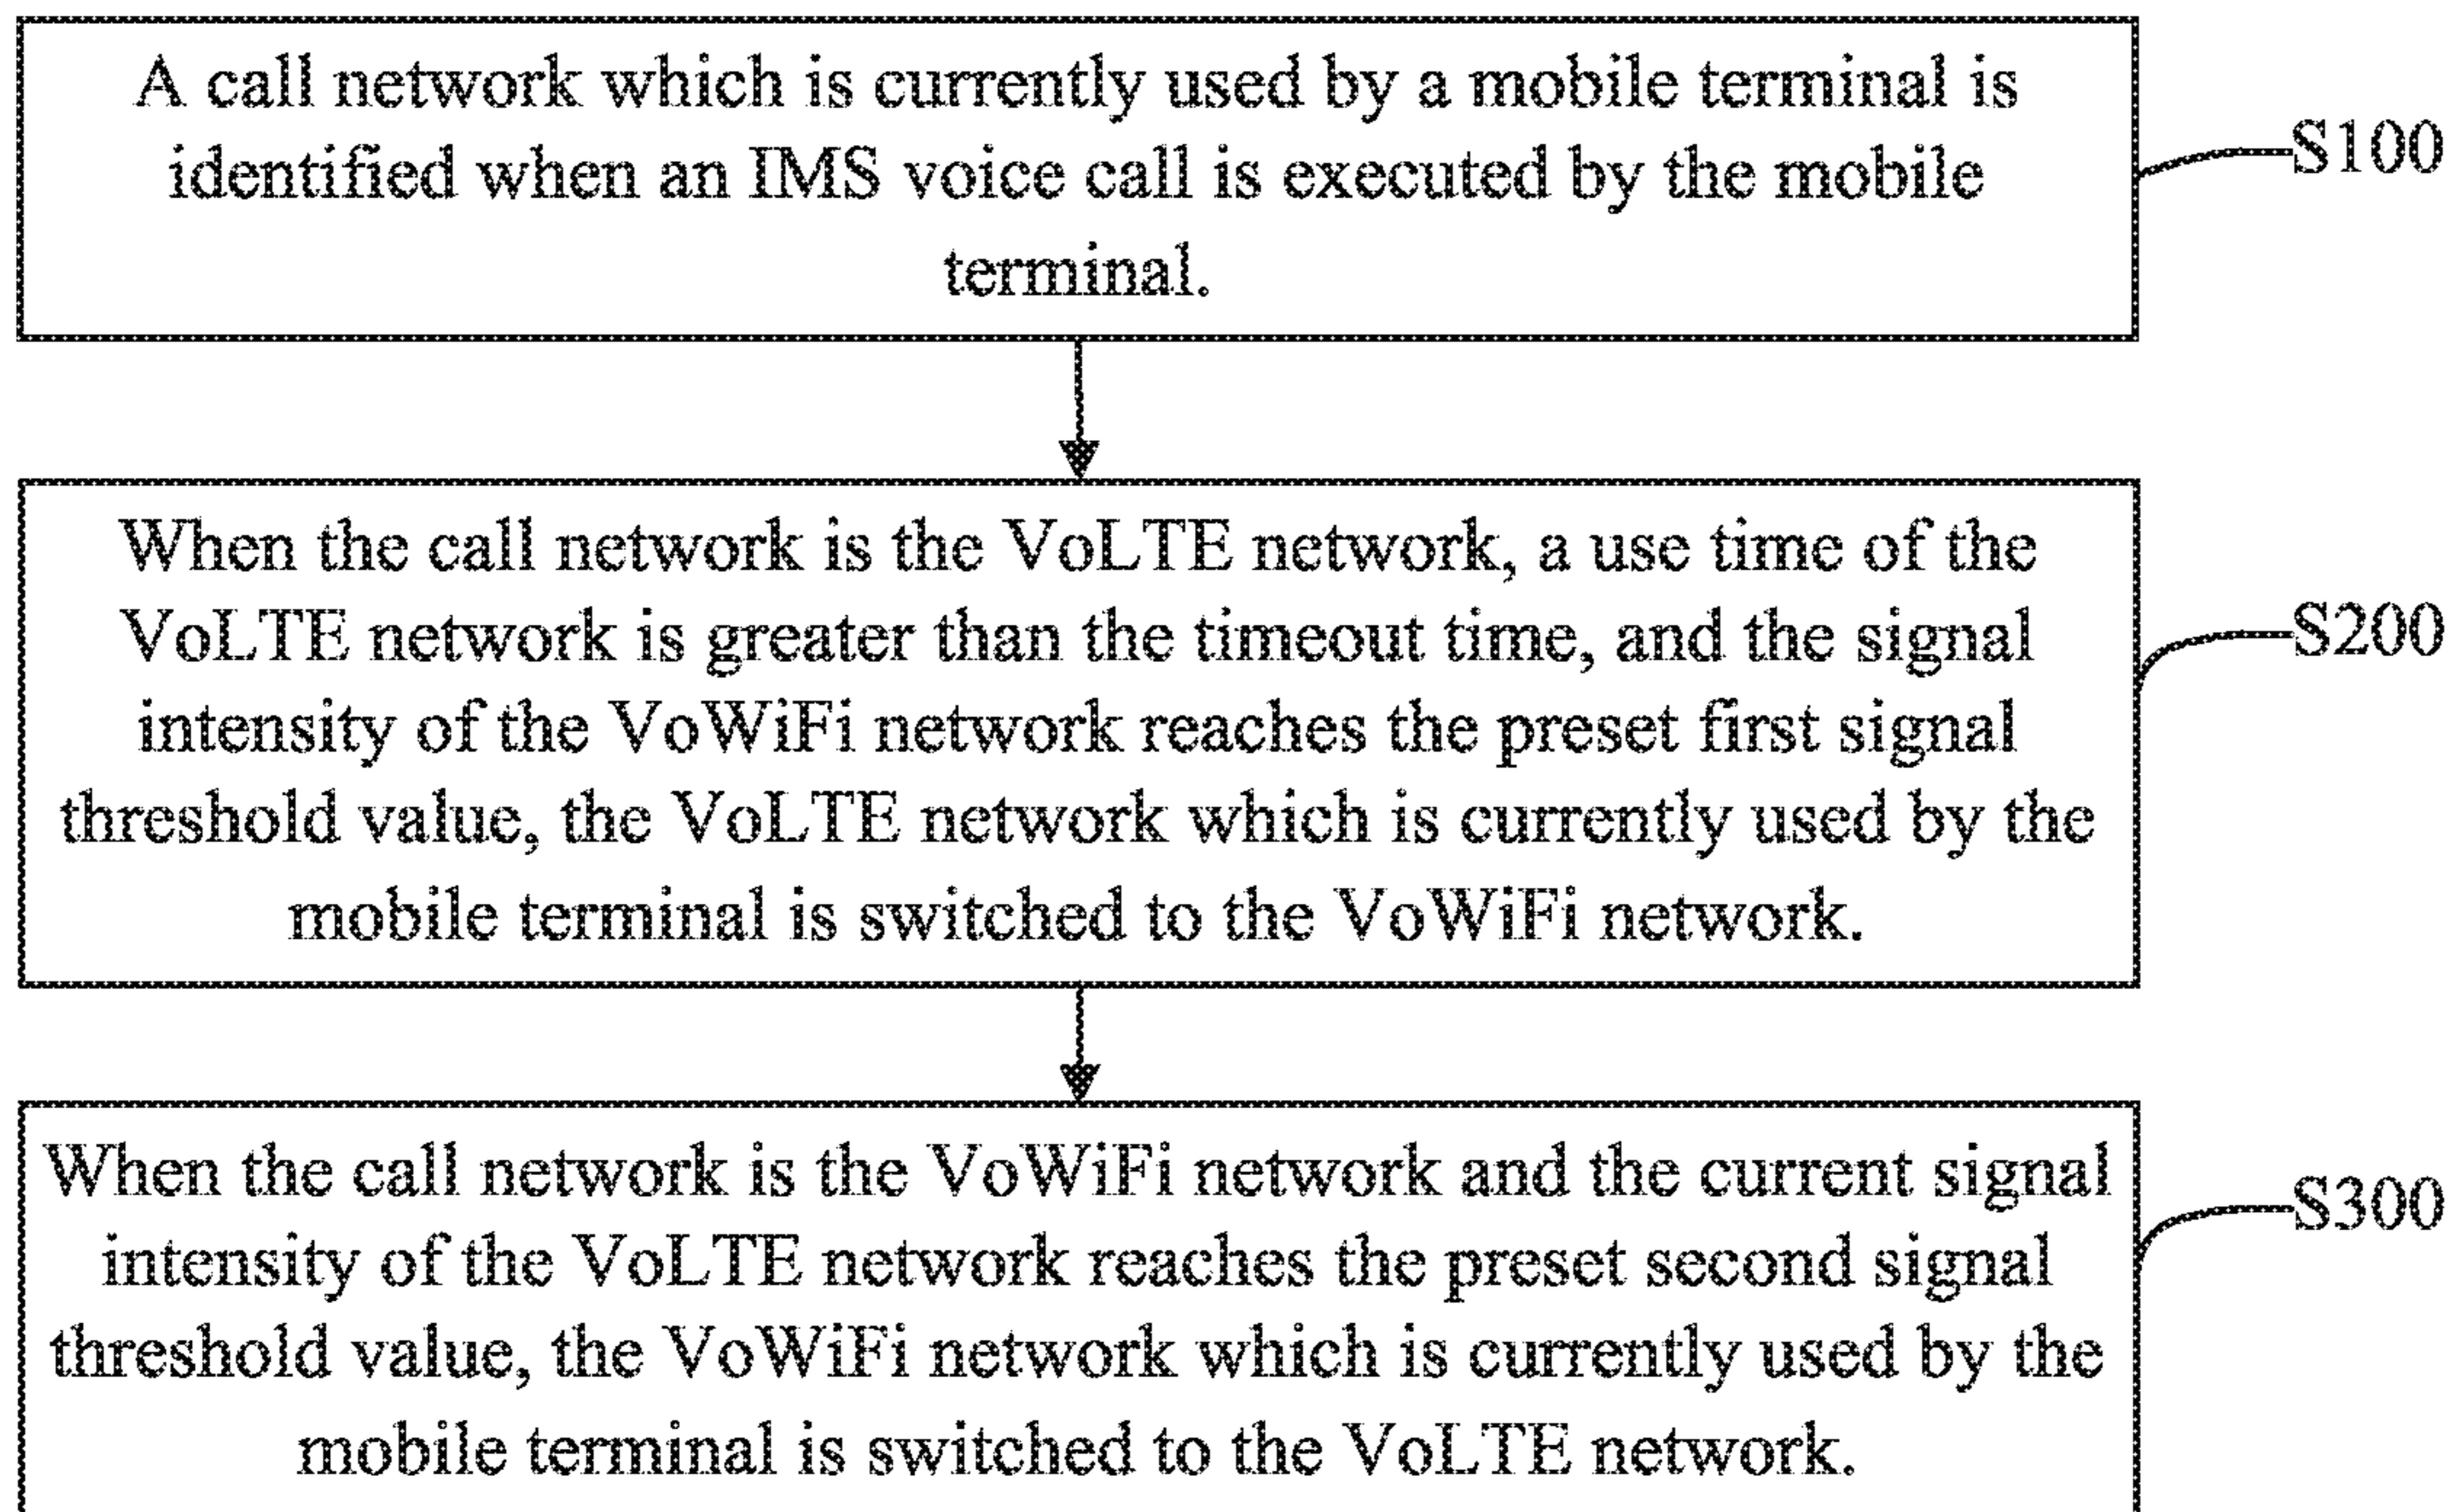 A call network which is currently used by a mobile terminal is
identified when an IMS voice call is executed by the mobile
terminal.
S100
When the call network is the VoLTE network, a use time of the
VoLTE network is greater than the timeout time, and the signal
intensity of the VoWiFi network reaches the preset first signal
threshold value, the VoLTE network which is currently used by the
mobile terminal is switched to the VoWiFi network.
S200
When the call network is the VoWiFi network and the current signal
intensity of the VoLTE network reaches the preset second signal
threshold value, the VoWiFi network which is currently used by the
mobile terminal is switched to the VoLTE network.
S300